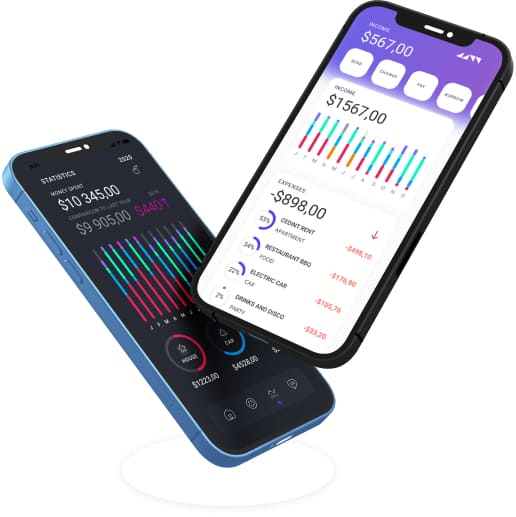 INCOME
$567,00
SEND
CHANGE
PAY
BORROW
INCOME
$1567,00
J F M A M J J A S O N D
EXPENSES
-$898,00
53%
CEDINT RENT
APARTMENT
-$498,10
34%
RESTAURANT BBQ
FOOD
-$176,90
22%
ELECTRIC CAR
CAR
-$105,76
2%
DRINKS AND DISCO
PARTY
-$33,20
STATISTICS
2020
MONEY SPENT
$10 345,00
COMPARISON TO LAST YEAR
2019
$9 905,00
$440↑
J F M A M J
HOUSE
CAR
$1223,00
$4528,00